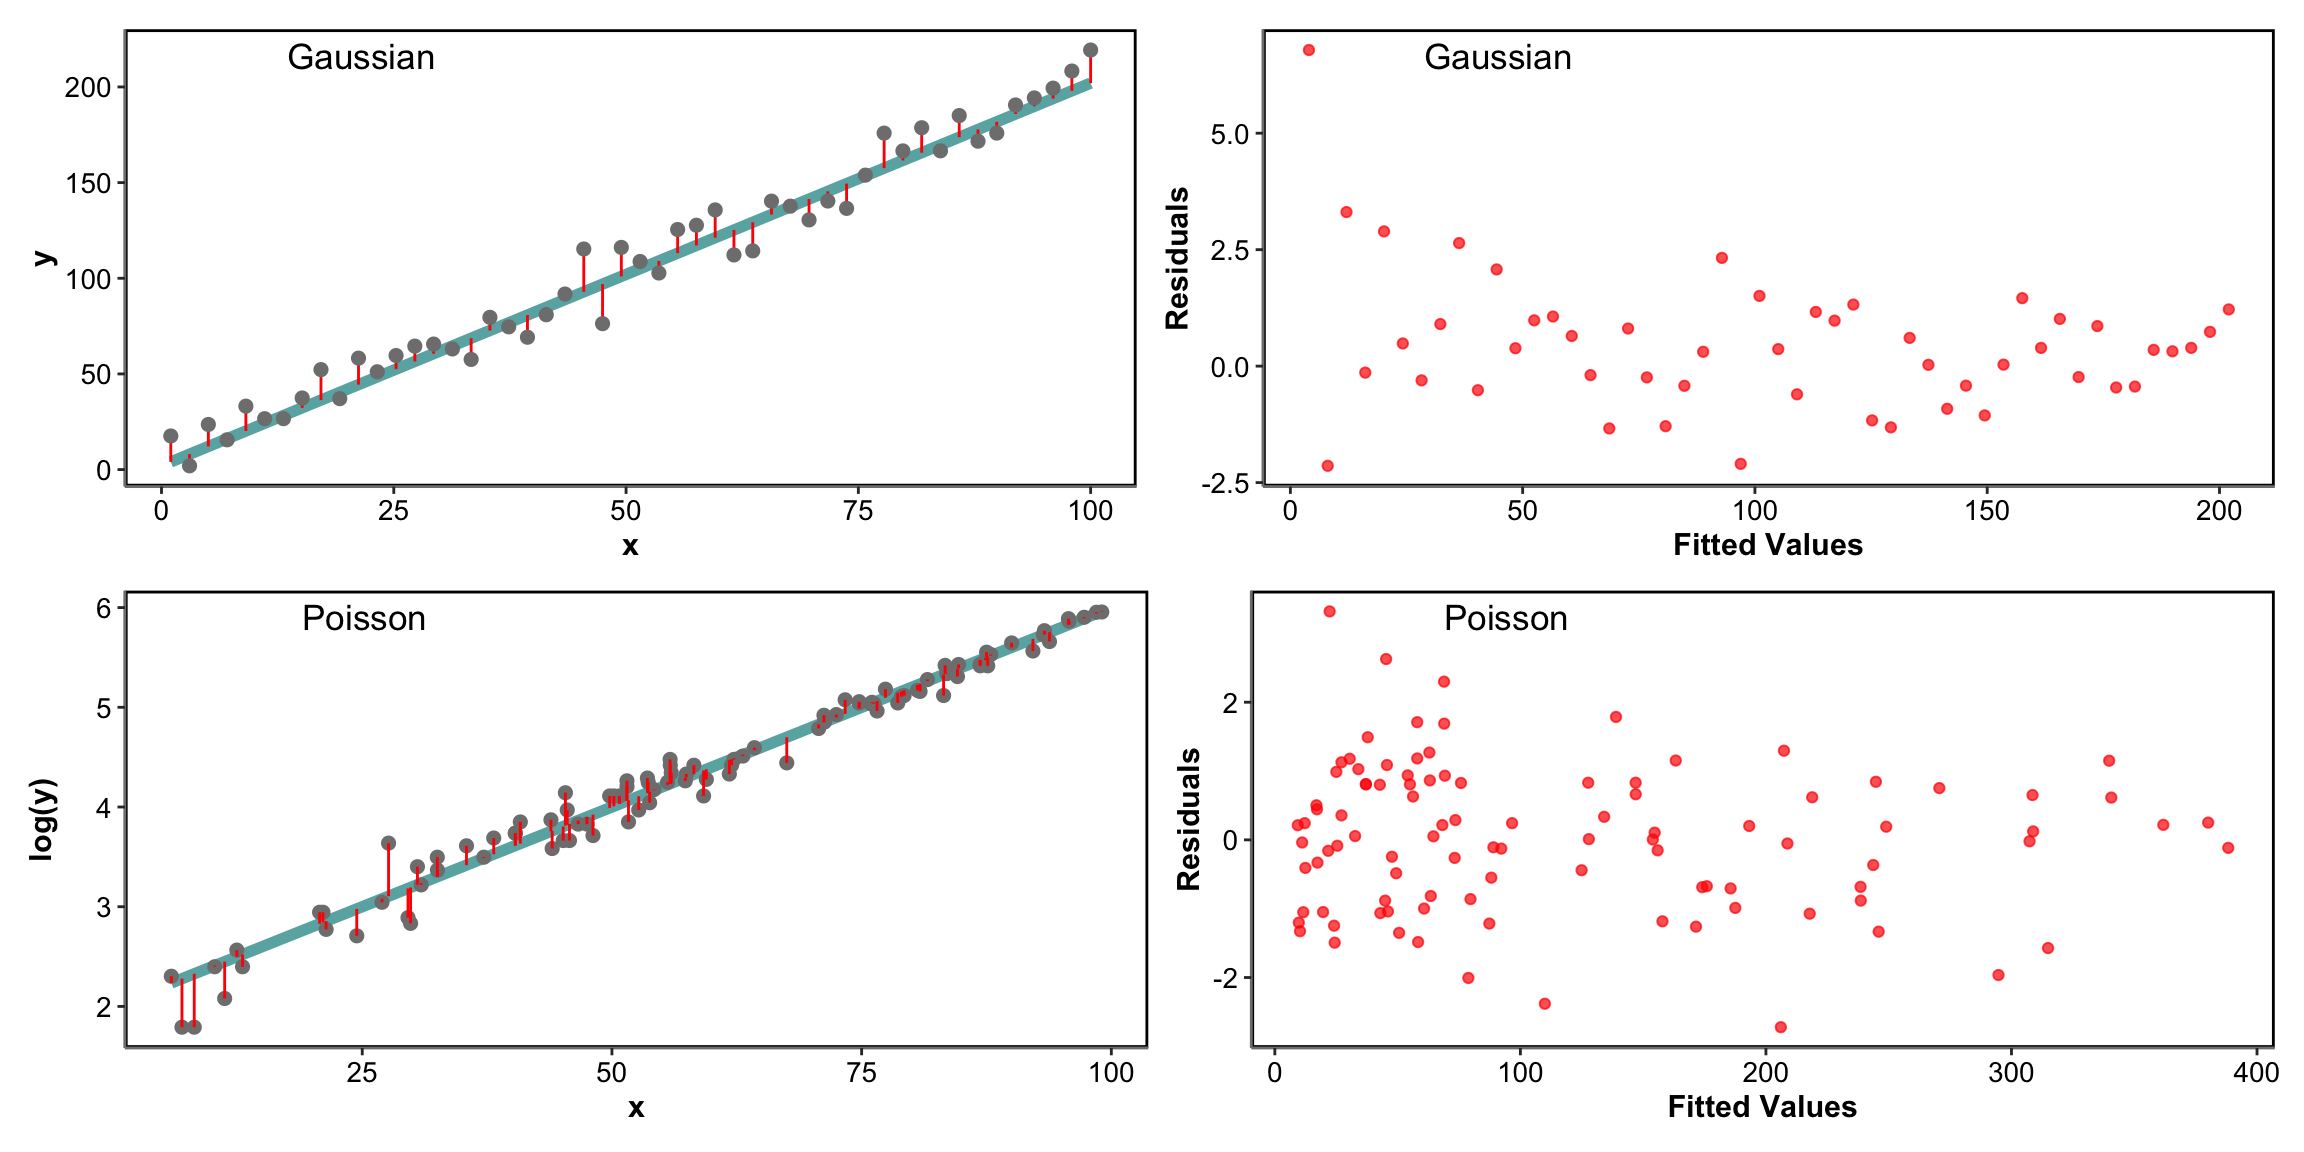 Gaussian
y
200
150
100
50
0
0 25 50 75 100
x
Gaussian
Residuals
5.0
2.5
0.0
-2.5
0 50 100 150 200
Fitted Values
Poisson
log(y)
6
5
4
3
2
25 50 75 100
x
Poisson
Residuals
2
0
-2
0 100 200 300 400
Fitted Values